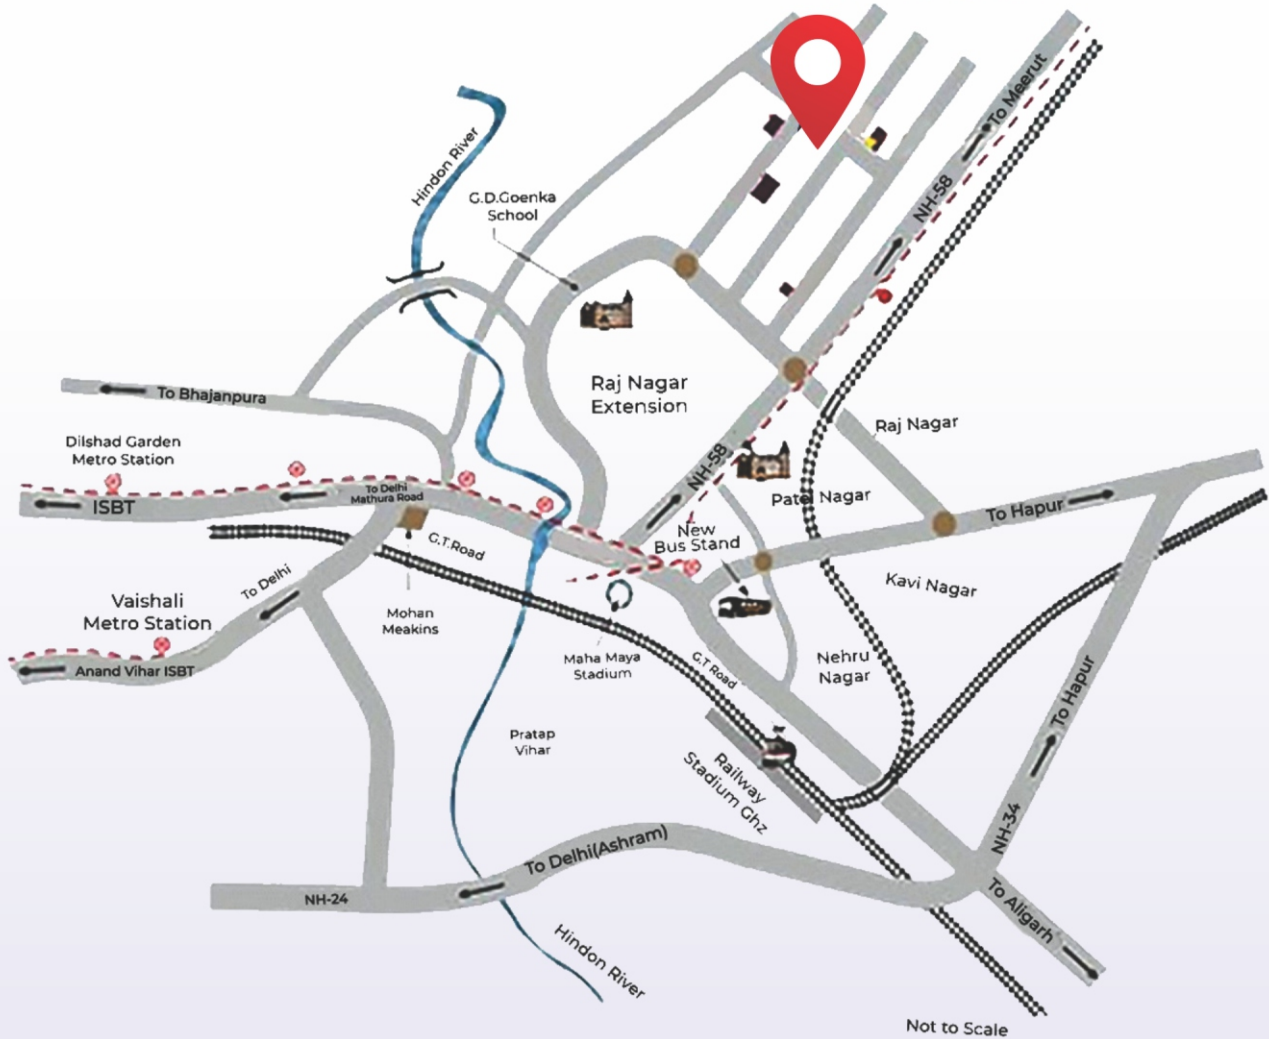 To Meerut
Hindon River
G.D.Goenka
School
NH-58
Raj Nagar
Extension
To Bhajanpura
Raj Nagar
Dilshad Garden
Metro Station
NH-58
To Delhi
Mathura Road
ISBT
Patel Nagar
To Hapur
New
Bus Stand
G.T.Road
To Delhi
Kavi Nagar
Vaishali
Metro Station
Mohan
Meakins
Maha Maya
Stadium
G.T Road
Nehru
Nagar
Anand Vihar ISBT
To Hapur
Pratap
Vihar
Railway
Stadium Ghz
NH-34
To Delhi(Ashram)
NH-24
To Aligarh
Hindon River
Not to Scale